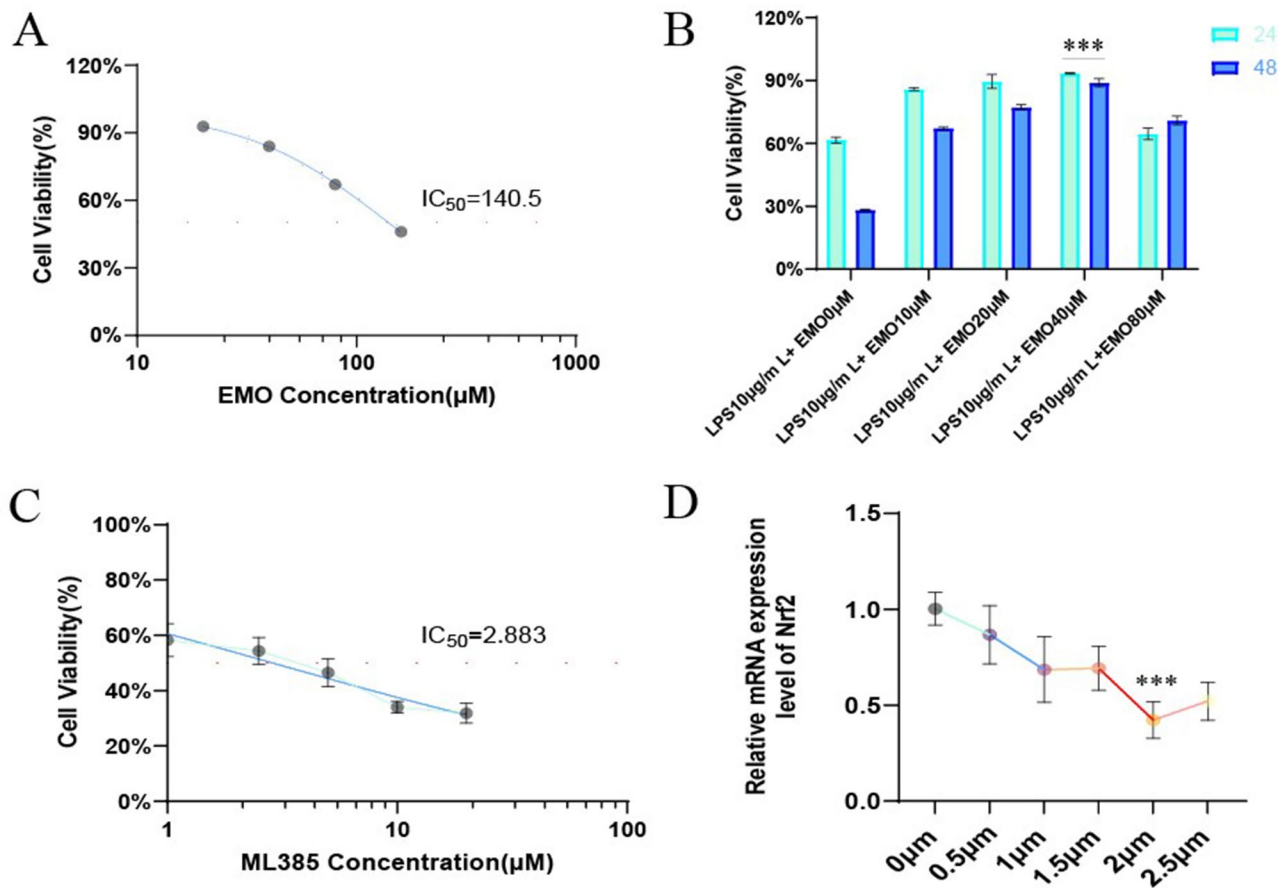 A
120%
90%
60%
30%
0%
Cell Viability(%)
IC50=140.5
10
100
1000
EMO Concentration(μM)
B
120%
90%
60%
30%
0%
Cell Viability(%)
***
24
48
LPS10μg/m L+ EMO0μM
LPS10μg/m L+ EMO10μM
LPS10μg/m L+ EMO20μM
LPS10μg/m L+ EMO40μM
LPS10μg/m L+EMO80μM
C
100%
80%
60%
40%
20%
0%
Cell Viability(%)
IC50=2.883
1
10
100
ML385 Concentration(μM)
D
1.5
1.0
0.5
0.0
Relative mRNA expression
level of Nrf2
***
0μm
0.5μm
1μm
1.5μm
2μm
2.5μm